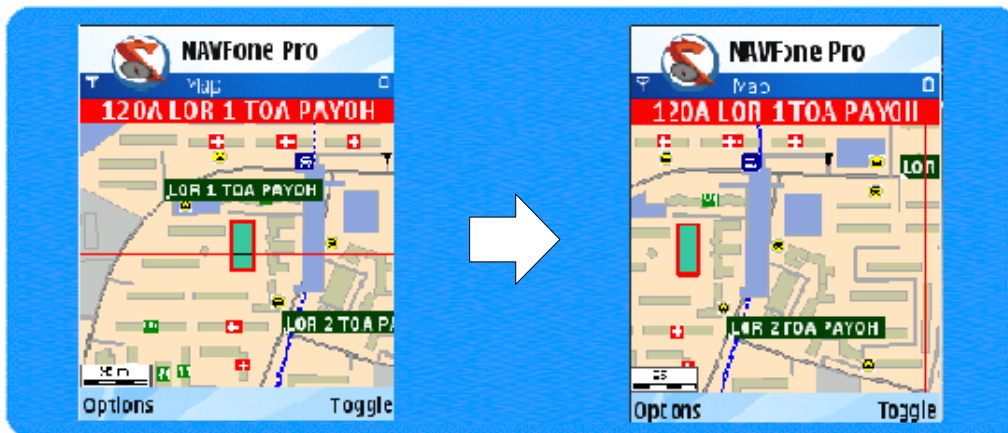 NAVFone Pro
Map
120A LOR 1 TOA PAYOH
LOR 1 TOA PAYOH
LOR 2 TOA PA
Options Toggle
NAVFone Pro
Map
120A LOR 1 TOA PAYOH
LOR 1
LOR 2 TOA PAYOH
Options Toggle